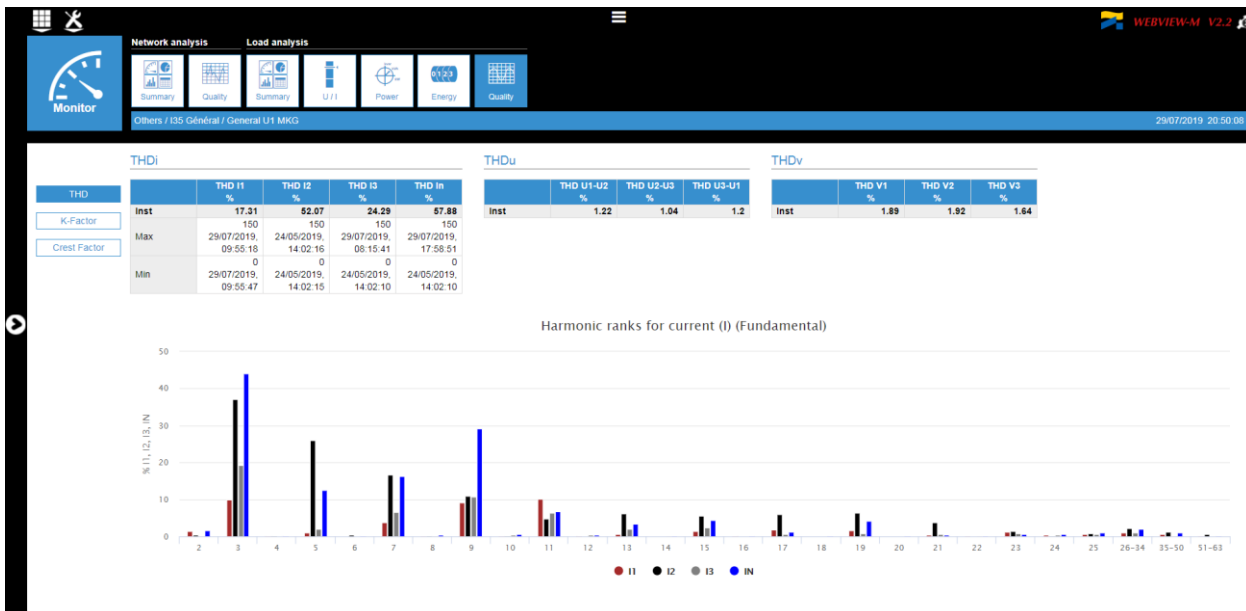 WEBVIEW-M V2.2
Network analysis
Load analysis
Monitor
Summary
Quality
Summary
U / I
Power
0 1 2 3
Energy
Quality
Others / I35 Général / General U1 MKG
29/07/2019 20:50:08
THD
K-Factor
Crest Factor
THDi
THD I1 % THD I2 % THD I3 % THD In %
Inst 17.31 52.07 24.29 57.88
Max 150 150 150 150
29/07/2019, 24/05/2019, 29/07/2019, 29/07/2019,
09:55:18 14:02:16 08:15:41 17:58:51
Min 0 0 0 0
29/07/2019, 24/05/2019, 24/05/2019, 24/05/2019,
09:55:47 14:02:15 14:02:10 14:02:10
THDu
THD U1-U2 % THD U2-U3 % THD U3-U1 %
Inst 1.22 1.04 1.2
THDv
THD V1 % THD V2 % THD V3 %
Inst 1.89 1.92 1.64
Harmonic ranks for current (I) (Fundamental)
% I1, I2, I3, IN
50
40
30
20
10
0
2 3 4 5 6 7 8 9 10 11 12 13 14 15 16 17 18 19 20 21 22 23 24 25 26-34 35-50 51-63
I1 I2 I3 IN